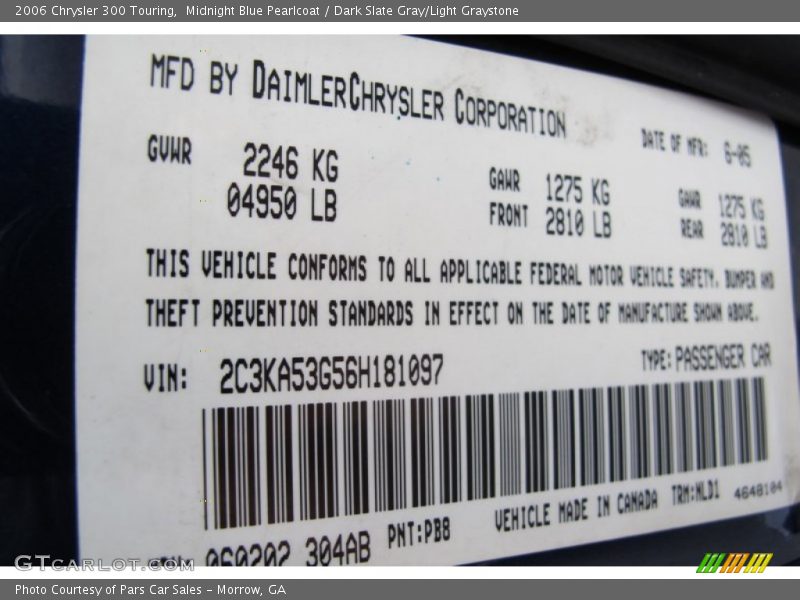 2006 Chrysler 300 Touring,  Midnight Blue Pearlcoat / Dark Slate Gray/Light Graystone
MFD BY DAIMLERCHRYSLER CORPORATION
DATE OF MFR: 6-05
GVWR 2246 KG GAWR 1275 KG GAWR 1275 KG
04950 LB FRONT 2810 LB REAR 2810 LB
THIS VEHICLE CONFORMS TO ALL APPLICABLE FEDERAL MOTOR VEHICLE SAFETY, BUMPER AND
THEFT PREVENTION STANDARDS IN EFFECT ON THE DATE OF MANUFACTURE SHOWN ABOVE.
VIN: 2C3KA53G56H181097 TYPE: PASSENGER CAR
VEHICLE MADE IN CANADA TRM:NLD1 4648104
060202 304AB PNT:PB8
GTCARLOT.COM
Photo Courtesy of Pars Car Sales - Morrow, GA